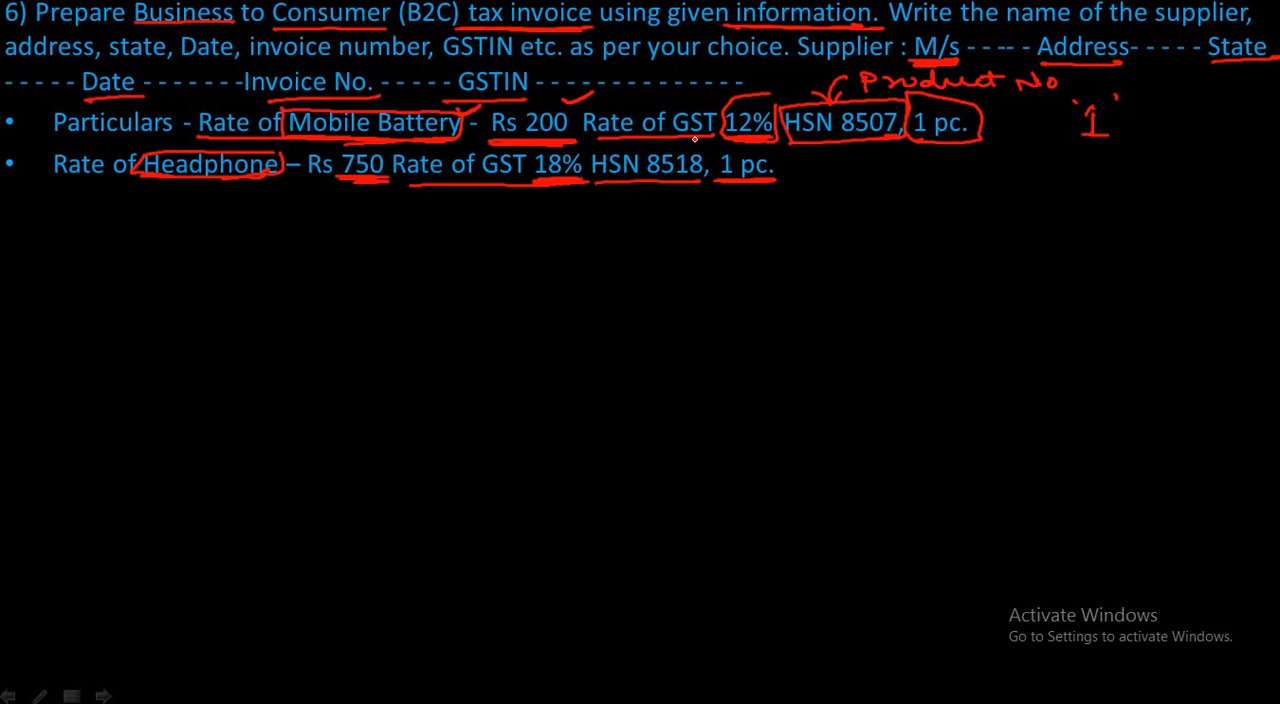 6) Prepare Business to Consumer (B2C) tax invoice using given information. Write the name of the supplier,
address, state, Date, invoice number, GSTIN etc. as per your choice. Supplier : M/s - - - - - Address- - - - - State
- - - - - Date - - - - - - -Invoice No. - - - - - GSTIN - - - - - - - - - - - - - -
Product No
• Particulars - Rate of Mobile Battery - Rs 200 Rate of GST 12% HSN 8507, 1 pc.
'1'
• Rate of Headphone – Rs 750 Rate of GST 18% HSN 8518, 1 pc.
Activate Windows
Go to Settings to activate Windows.